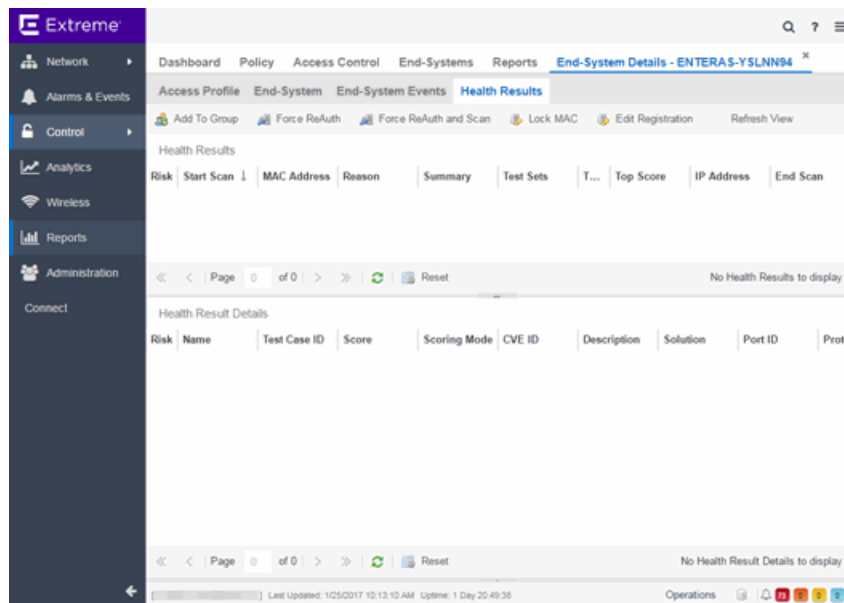 Extreme
Network
Alarms & Events
Control
Analytics
Wireless
Reports
Administration
Connect
Dashboard Policy Access Control End-Systems Reports End-System Details - ENTERAS-YSLNN94 ×
Access Profile End-System End-System Events Health Results
Add To Group Force ReAuth Force ReAuth and Scan Lock MAC Edit Registration Refresh View
Health Results
Risk Start Scan ↓ MAC Address Reason Summary Test Sets T... Top Score IP Address End Scan
Page 0 of 0 Reset No Health Results to display
Health Result Details
Risk Name Test Case ID Score Scoring Mode CVE ID Description Solution Port ID Prot
Page 0 of 0 Reset No Health Result Details to display
[ ] Last Updated: 1/25/2017 10:13:10 AM Uptime: 1 Day 20:49:38 Operations 0 0 0